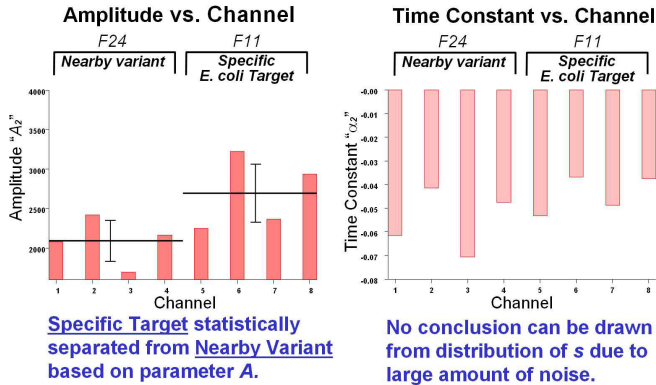 Amplitude vs. Channel
F24
F11
Nearby variant
Specific
E. coli Target
4000
3000
2500
2000
Amplitude “A2”
1 2 3 4 5 6 7 8
Channel
Specific Target statistically
separated from Nearby Variant
based on parameter A.
Time Constant vs. Channel
F24
F11
Nearby variant
Specific
E. coli Target
-0.00
-0.01
-0.02
-0.03
-0.04
-0.05
-0.06
-0.07
-0.08
Time Constant “α2”
1 2 3 4 5 6 7 8
Channel
No conclusion can be drawn
from distribution of s due to
large amount of noise.